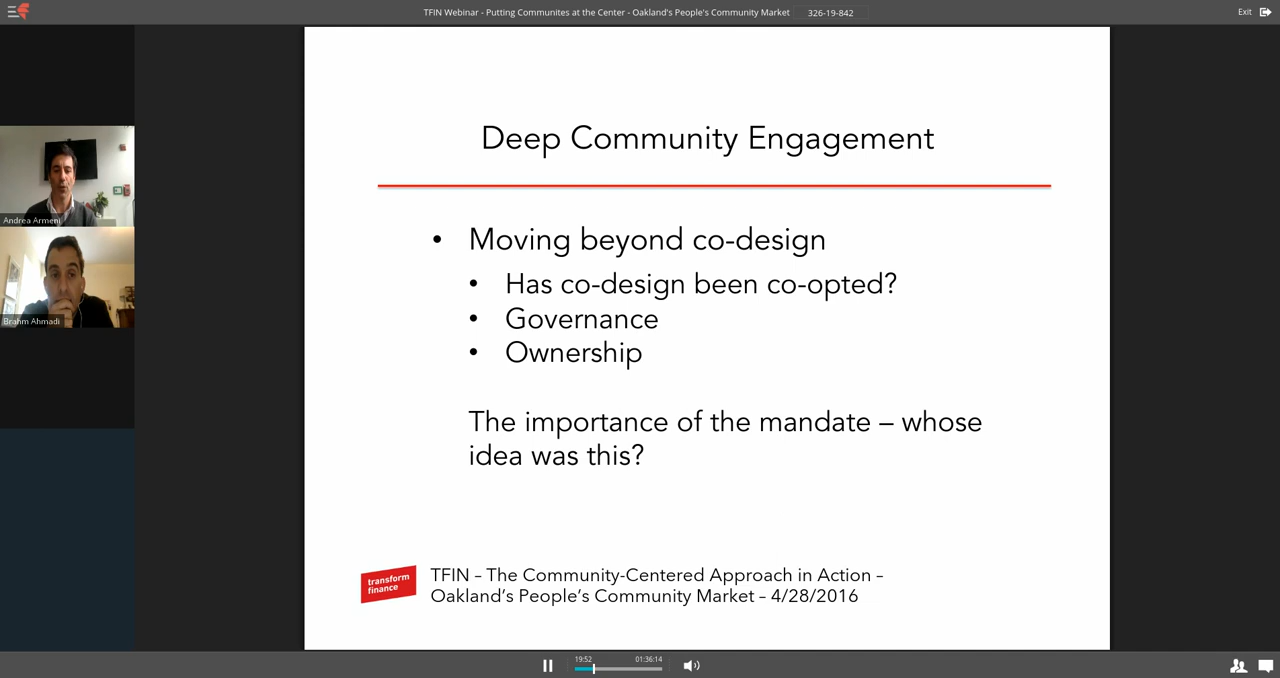 TFIN Webinar - Putting Communites at the Center - Oakland's People's Community Market
326-19-842
Exit
Andrea Armeni
Brahm Ahmadi
Deep Community Engagement
• Moving beyond co-design
• Has co-design been co-opted?
• Governance
• Ownership
The importance of the mandate – whose
idea was this?
transform
finance
TFIN – The Community-Centered Approach in Action –
Oakland's People's Community Market – 4/28/2016
19:52
01:36:14